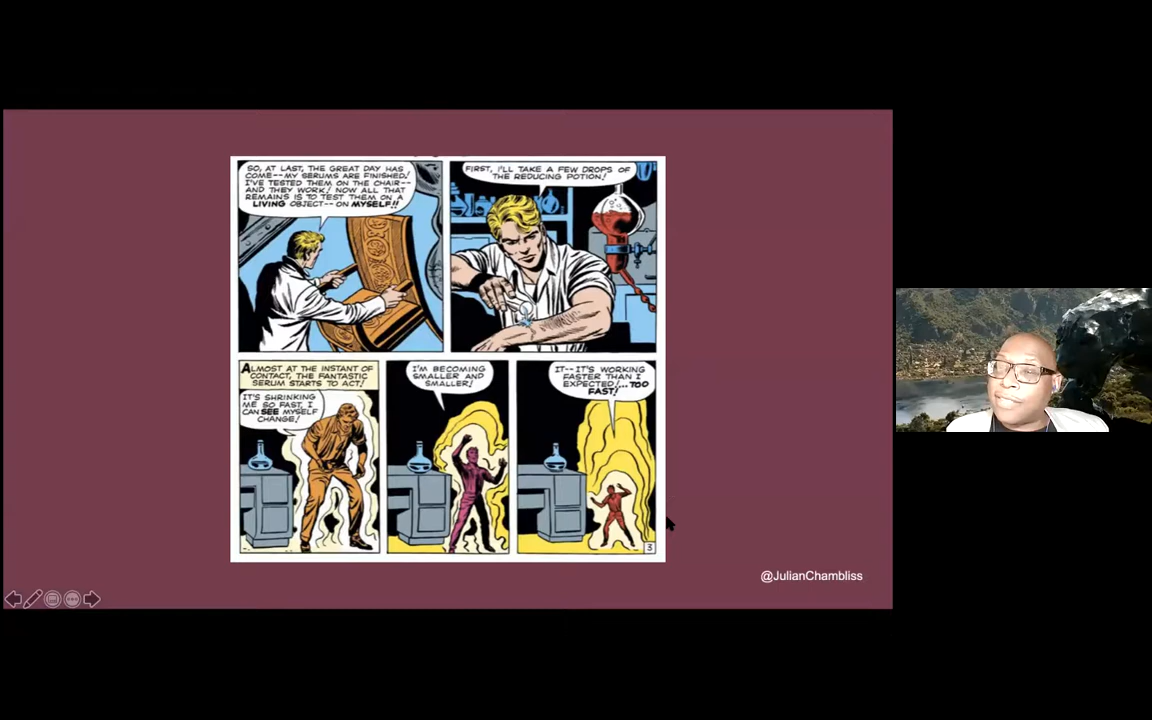 SO, AT LAST, THE GREAT DAY HAS
COME-- MY SERUMS ARE FINISHED!
I'VE TESTED THEM ON THE CHAIR--
AND THEY WORK! NOW ALL THAT
REMAINS IS TO TEST THEM ON A
LIVING OBJECT-- ON MYSELF!!
FIRST, I'LL TAKE A FEW DROPS OF
THE REDUCING POTION!
ALMOST AT THE INSTANT OF
CONTACT, THE FANTASTIC
SERUM STARTS TO ACT!
IT'S SHRINKING
ME SO FAST, I
CAN SEE MYSELF
CHANGE!
I'M BECOMING
SMALLER AND
SMALLER!
IT-- IT'S WORKING
FASTER THAN I
EXPECTED!...TOO
FAST!
3
@JulianChambliss